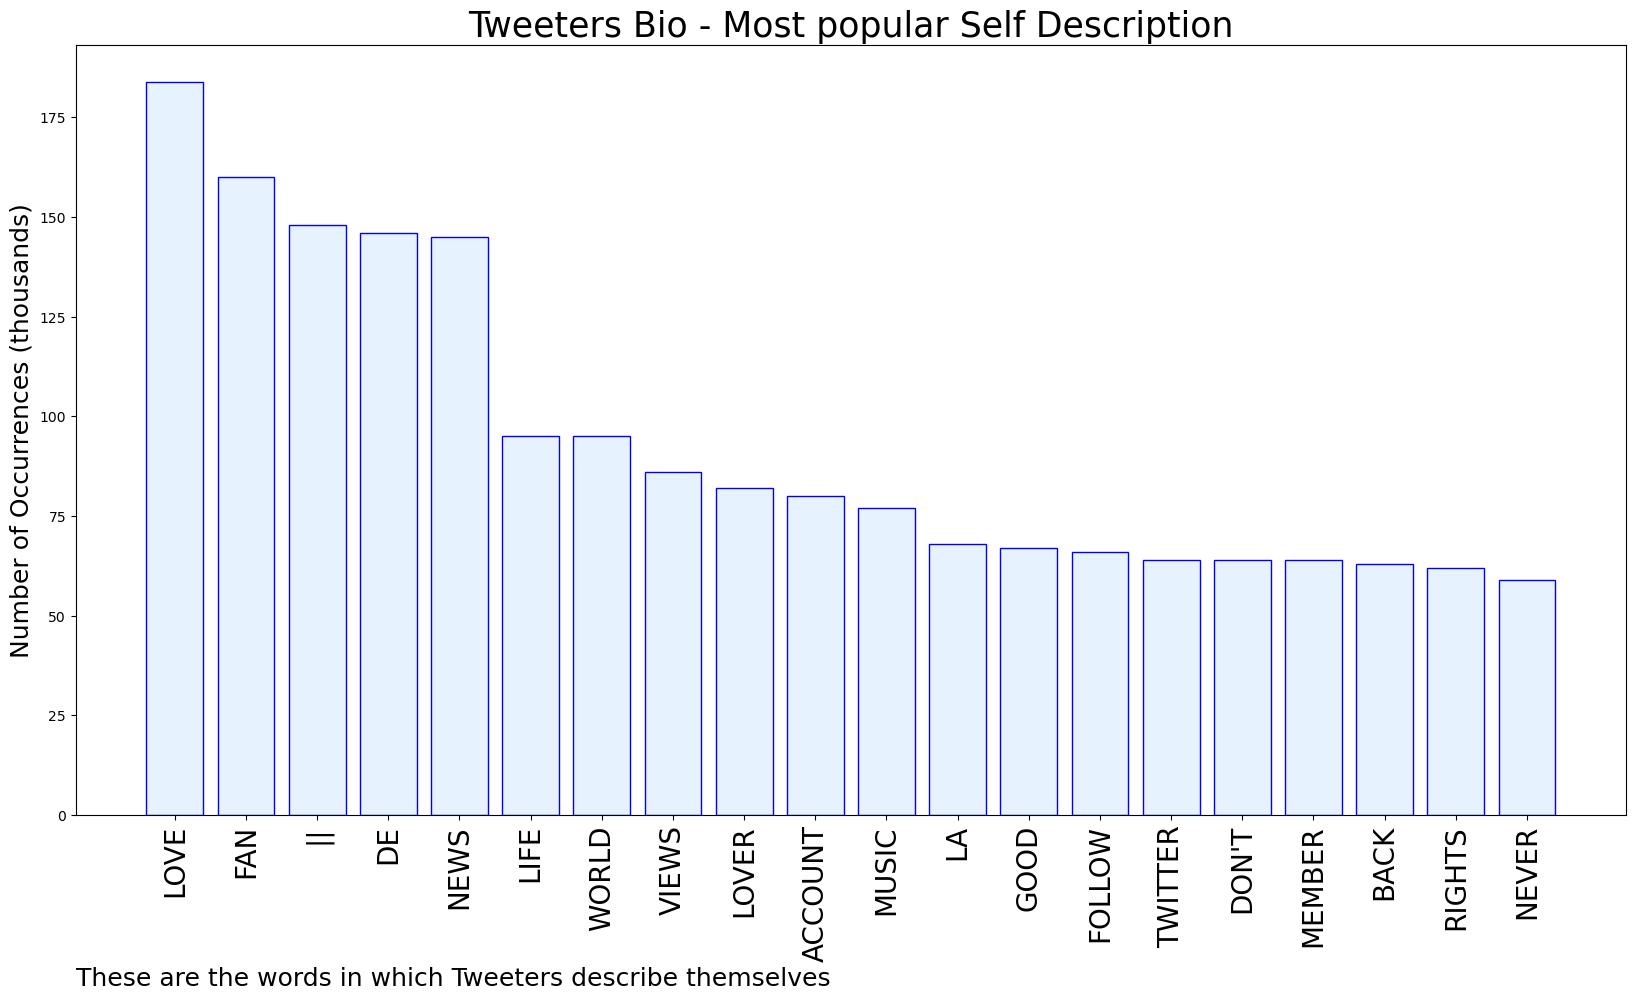 Tweeters Bio - Most popular Self Description
Number of Occurrences (thousands)
175
150
125
100
75
50
25
0
LOVE
FAN
||
DE
NEWS
LIFE
WORLD
VIEWS
LOVER
ACCOUNT
MUSIC
LA
GOOD
FOLLOW
TWITTER
DON'T
MEMBER
BACK
RIGHTS
NEVER
These are the words in which Tweeters describe themselves